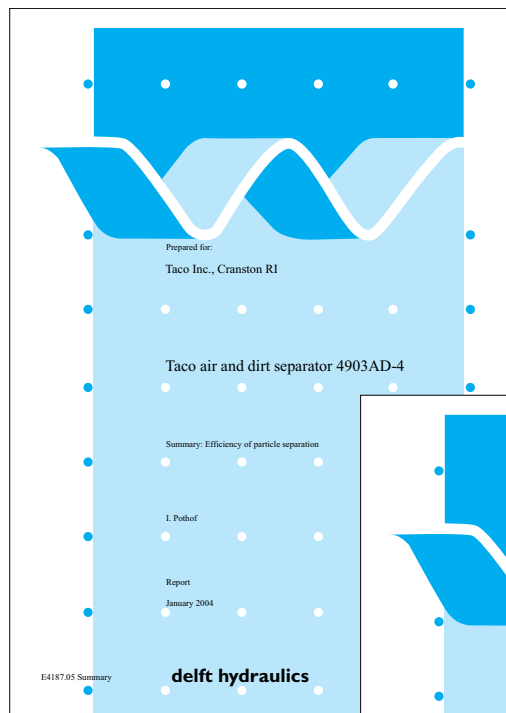 Prepared for:
Taco Inc., Cranston RI
Taco air and dirt separator 4903AD-4
Summary: Efficiency of particle separation
I. Pothof
Report
January 2004
E4187.05 Summary
delft hydraulics